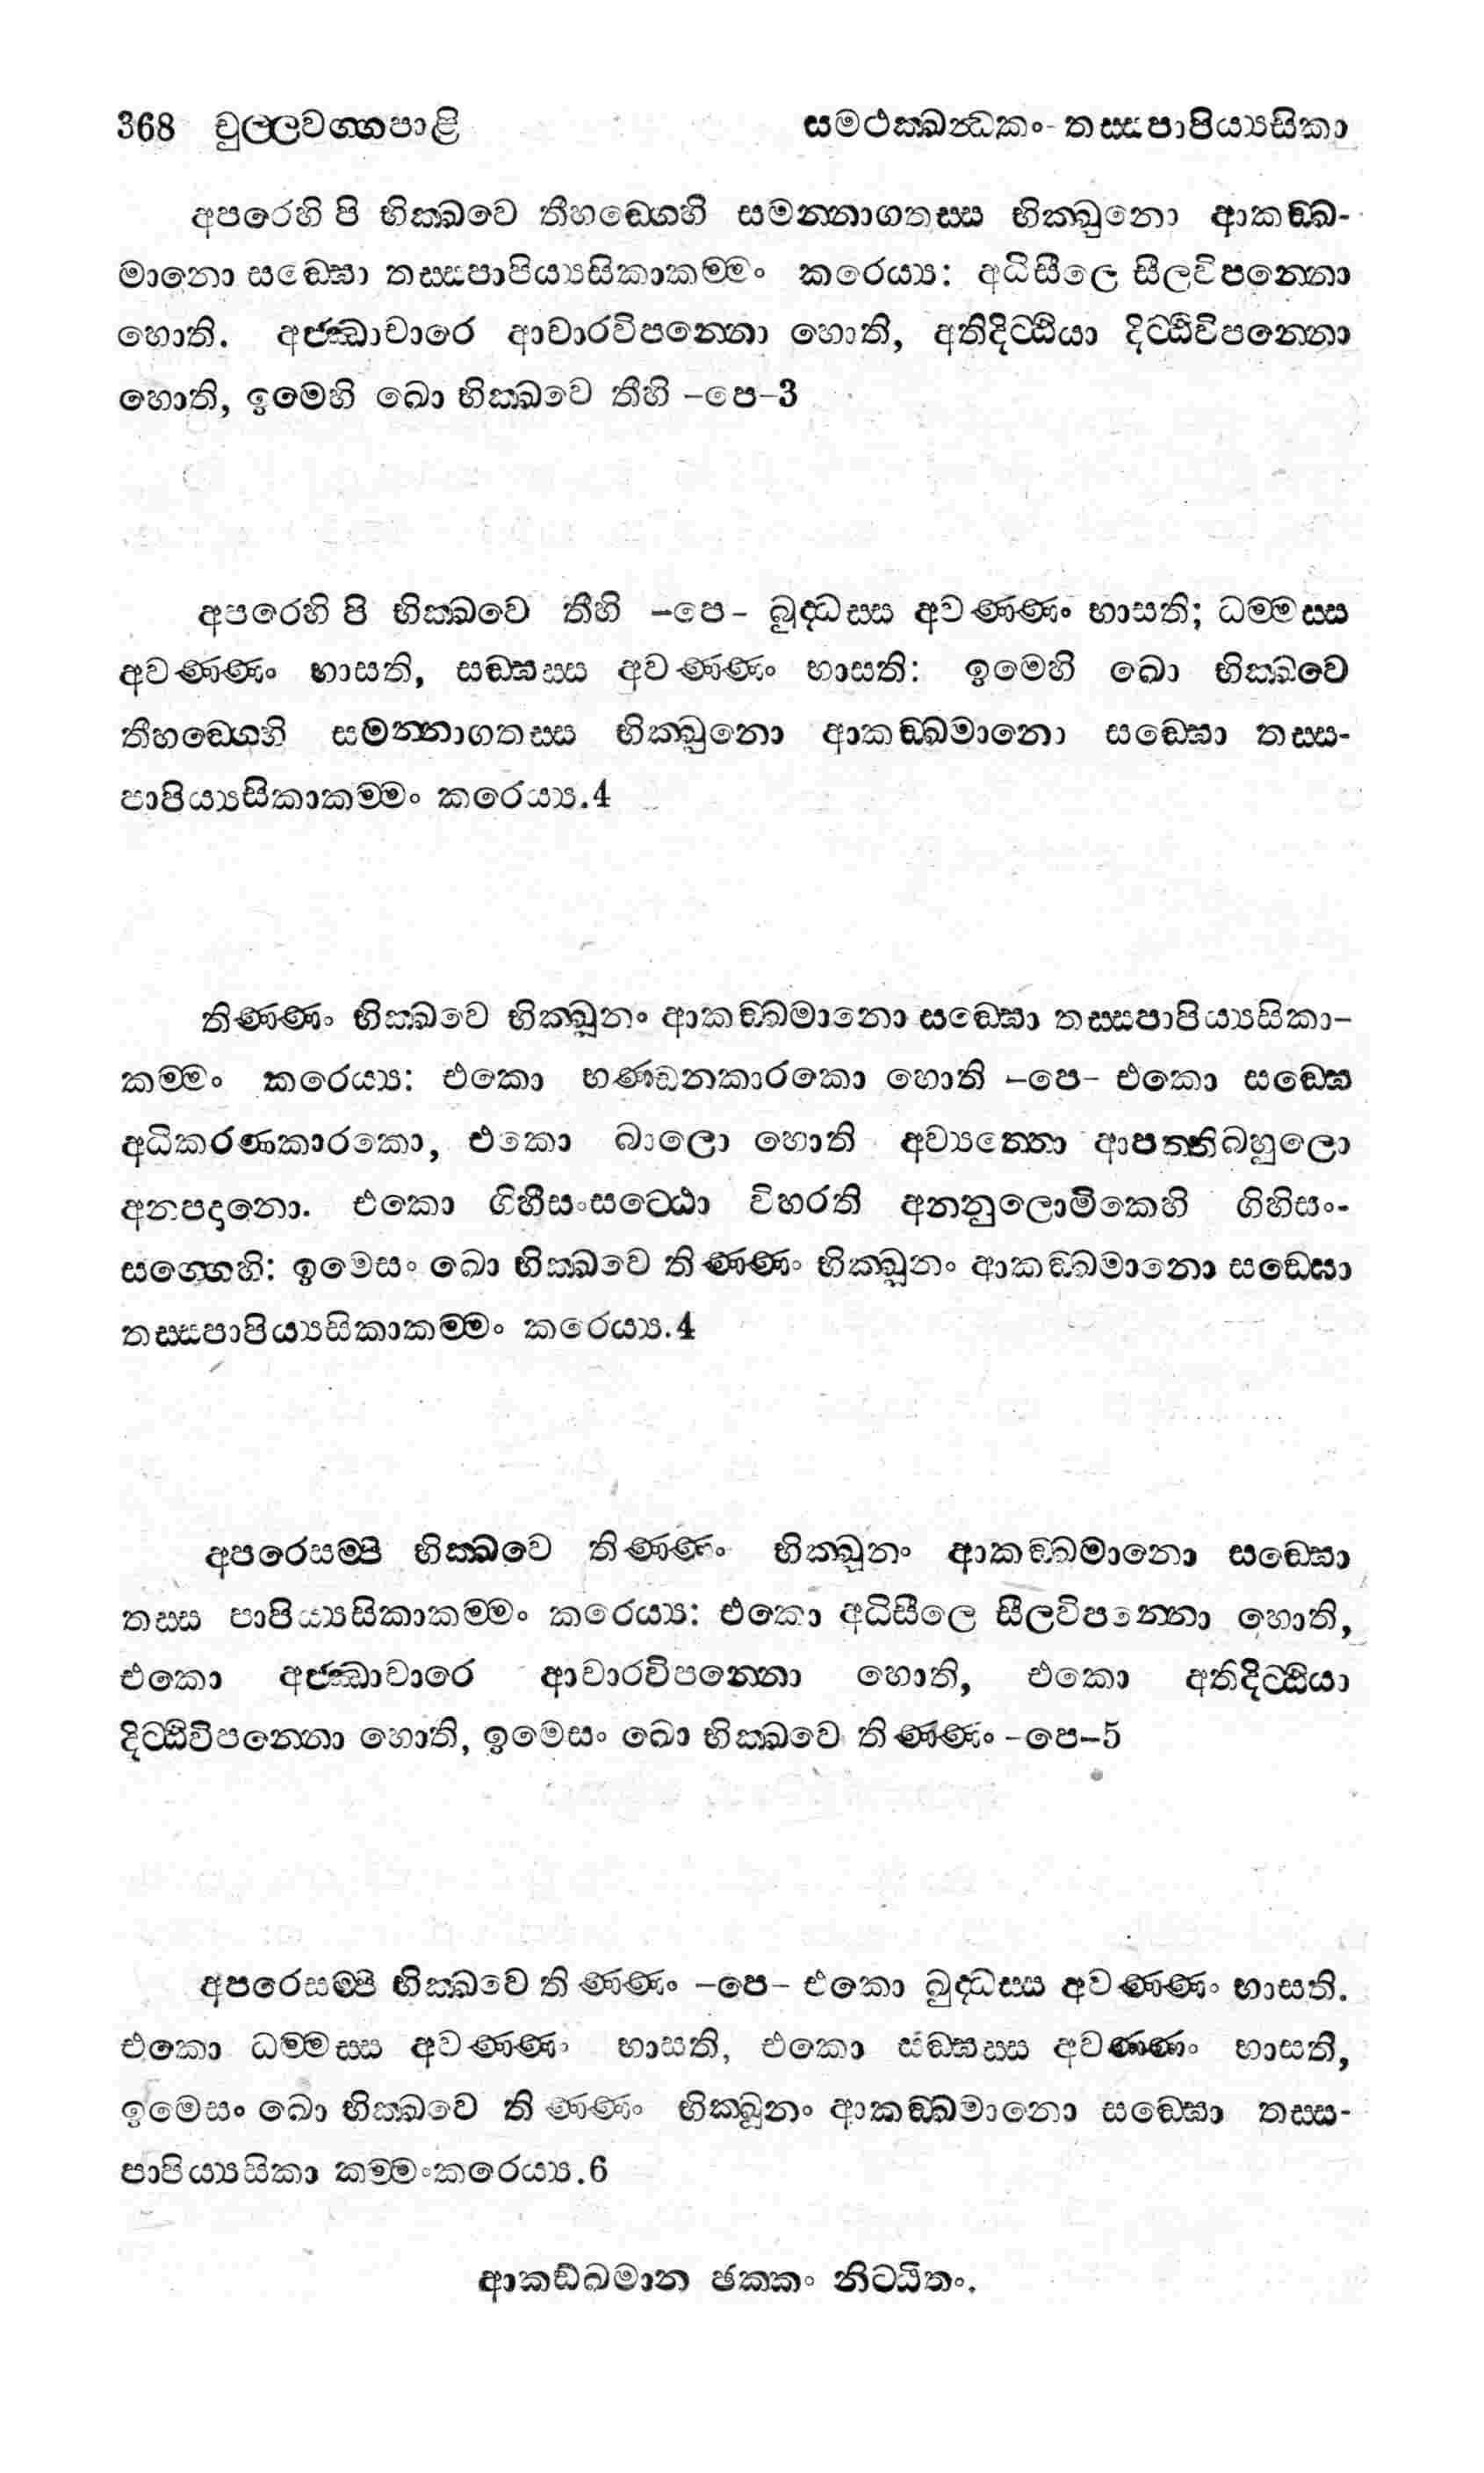 368 චුල්ලවග්ගපාළි සමථක්ඛන්ධකං- තස්සපාපිය්‍යසිකා
අපරෙහි පි භික්ඛවෙ තීහඞ්ගෙහි සමන්නාගතස්ස භික්ඛුනො ආකඞ්ඛ-
මානො සඞ්ඝො තස්සපාපිය්‍යසිකාකම්මං කරෙය්‍ය: අධිසීලෙ සීලවිපන්නො
හොති. අජ්ඣාචාරෙ ආචාරවිපන්නො හොති, අතිදිට්ඨියා දිට්ඨිවිපන්නො
හොති, ඉමෙහි ඛො භික්ඛවෙ තීහි -පෙ-3
අපරෙහි පි භික්ඛවෙ තීහි -පෙ- බුද්ධස්ස අවණ්ණං භාසති; ධම්මස්ස
අවණ්ණං භාසති, සඞ්ඝස්ස අවණ්ණං භාසති: ඉමෙහි ඛො භික්ඛවෙ
තීහඞ්ගෙහි සමන්නාගතස්ස භික්ඛුනො ආකඞ්ඛමානො සඞ්ඝො තස්ස-
පාපිය්‍යසිකාකම්මං කරෙය්‍ය.4
තිණ්ණං භික්ඛවෙ භික්ඛූනං ආකඞ්ඛමානො සඞ්ඝො තස්සපාපිය්‍යසිකා-
කම්මං කරෙය්‍ය: එකො භණ්ඩනකාරකො හොති -පෙ- එකො සඞ්ඝෙ
අධිකරණකාරකො, එකො බාලො හොති අව්‍යත්තො ආපත්තිබහුලො
අනපදානො. එකො ගිහීසංසට්ඨො විහරති අනනුලොමිකෙහි ගිහිසං-
සග්ගෙහි: ඉමෙසං ඛො භික්ඛවෙ තිණ්ණං භික්ඛූනං ආකඞ්ඛමානො සඞ්ඝො
තස්සපාපිය්‍යසිකාකම්මං කරෙය්‍ය.4
අපරෙසම්පි භික්ඛවෙ තිණ්ණං භික්ඛූනං ආකඞ්ඛමානො සඞ්ඝො
තස්ස පාපිය්‍යසිකාකම්මං කරෙය්‍ය: එකො අධිසීලෙ සීලවිපන්නො හොති,
එකො අජ්ඣාචාරෙ ආචාරවිපන්නො හොති, එකො අතිදිට්ඨියා
දිට්ඨිවිපන්නො හොති, ඉමෙසං ඛො භික්ඛවෙ තිණ්ණං -පෙ-5
අපරෙසම්පි භික්ඛවෙ තිණ්ණං -පෙ- එකො බුද්ධස්ස අවණ්ණං භාසති.
එකො ධම්මස්ස අවණ්ණං භාසති, එකො සඞ්ඝස්ස අවණ්ණං භාසති,
ඉමෙසං ඛො භික්ඛවෙ තිණ්ණං භික්ඛූනං ආකඞ්ඛමානො සඞ්ඝො තස්ස-
පාපිය්‍යසිකා කම්මංකරෙය්‍ය.6
ආකඞ්ඛමාන ඡක්කං නිට්ඨිතං.